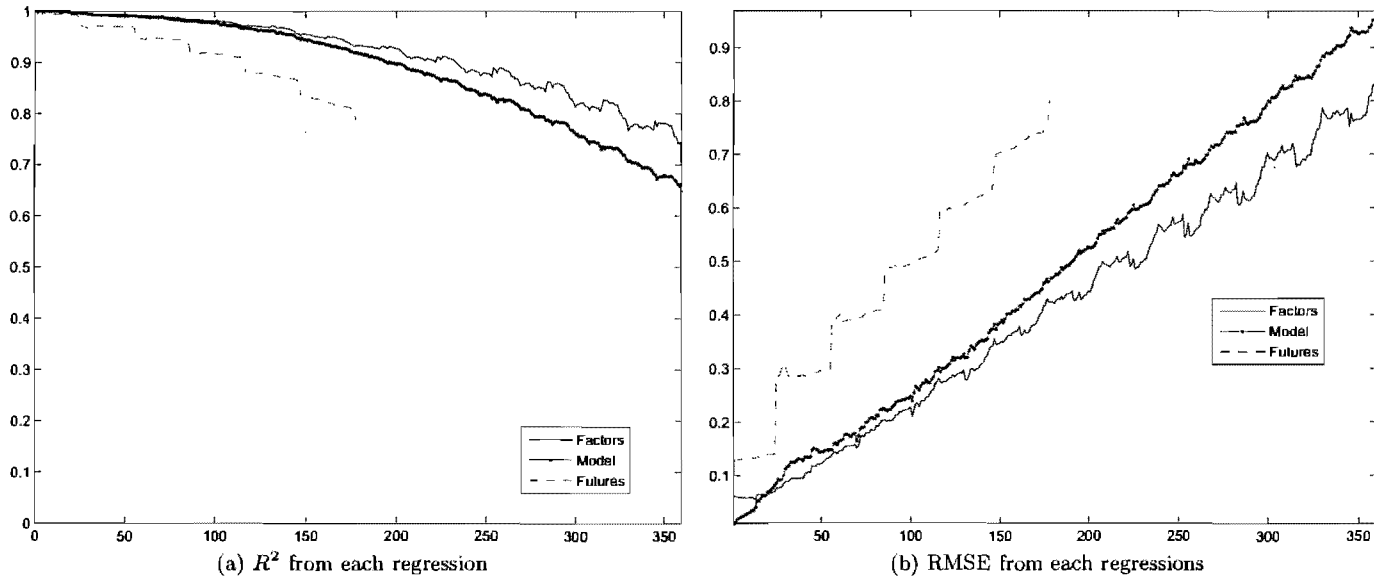 1
0.9
0.8
0.7
0.6
0.5
0.4
0.3
0.2
0.1
0
0 50 100 150 200 250 300 350
Factors
Model
Futures
(a) R² from each regression
0.9
0.8
0.7
0.6
0.5
0.4
0.3
0.2
0.1
50 100 150 200 250 300 350
Factors
Model
Futures
(b) RMSE from each regressions